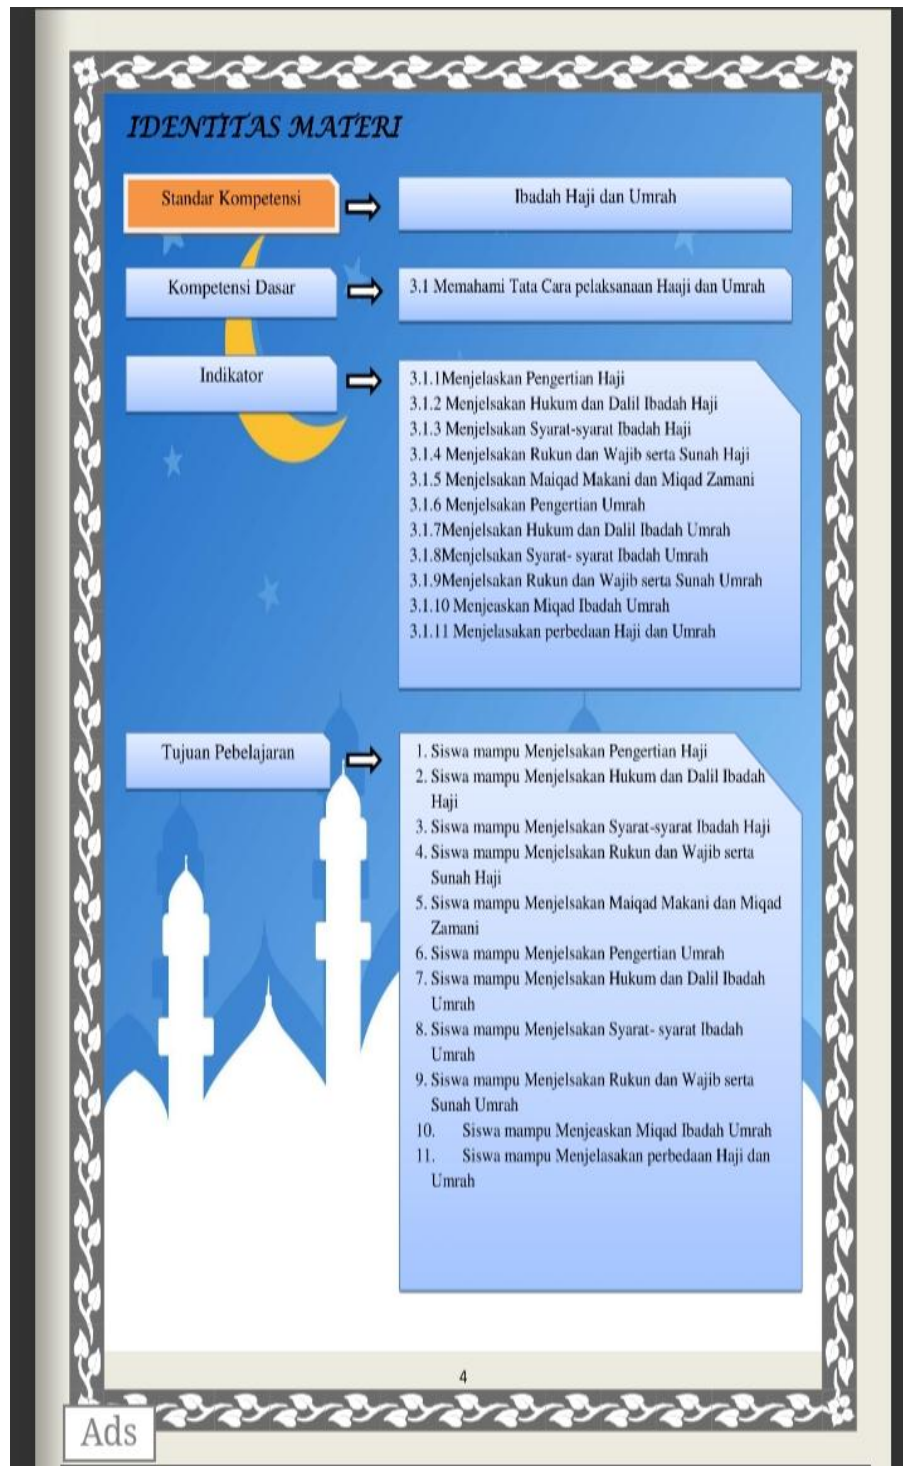 IDENTITAS MATERI
Standar Kompetensi
Ibadah Haji dan Umrah
Kompetensi Dasar
3.1 Memahami Tata Cara pelaksanaan Haaji dan Umrah
Indikator
3.1.1Menjelaskan Pengertian Haji
3.1.2 Menjelsakan Hukum dan Dalil Ibadah Haji
3.1.3 Menjelsakan Syarat-syarat Ibadah Haji
3.1.4 Menjelsakan Rukun dan Wajib serta Sunah Haji
3.1.5 Menjelsakan Maiqad Makani dan Miqad Zamani
3.1.6 Menjelsakan Pengertian Umrah
3.1.7Menjelsakan Hukum dan Dalil Ibadah Umrah
3.1.8Menjelsakan Syarat- syarat Ibadah Umrah
3.1.9Menjelsakan Rukun dan Wajib serta Sunah Umrah
3.1.10 Menjeaskan Miqad Ibadah Umrah
3.1.11 Menjelasakan perbedaan Haji dan Umrah
Tujuan Pebelajaran
1. Siswa mampu Menjelsakan Pengertian Haji
2. Siswa mampu Menjelsakan Hukum dan Dalil Ibadah
Haji
3. Siswa mampu Menjelsakan Syarat-syarat Ibadah Haji
4. Siswa mampu Menjelsakan Rukun dan Wajib serta
Sunah Haji
5. Siswa mampu Menjelsakan Maiqad Makani dan Miqad
Zamani
6. Siswa mampu Menjelsakan Pengertian Umrah
7. Siswa mampu Menjelsakan Hukum dan Dalil Ibadah
Umrah
8. Siswa mampu Menjelsakan Syarat- syarat Ibadah
Umrah
9. Siswa mampu Menjelsakan Rukun dan Wajib serta
Sunah Umrah
10. Siswa mampu Menjeaskan Miqad Ibadah Umrah
11. Siswa mampu Menjelasakan perbedaan Haji dan
Umrah
4
Ads